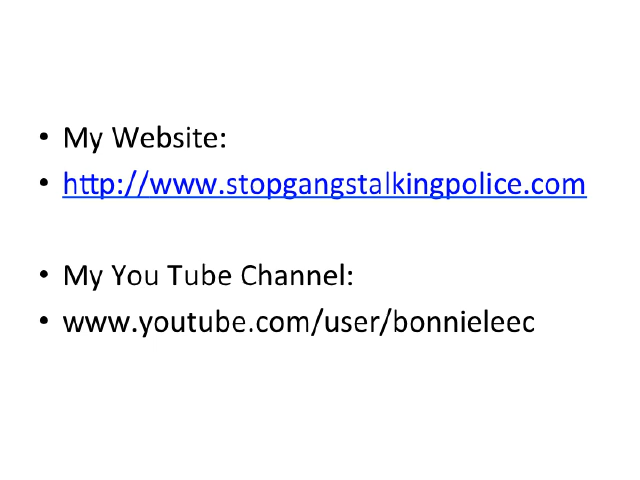 • My Website:
• http://www.stopgangstalkingpolice.com
• My You Tube Channel:
• www.youtube.com/user/bonnieleec